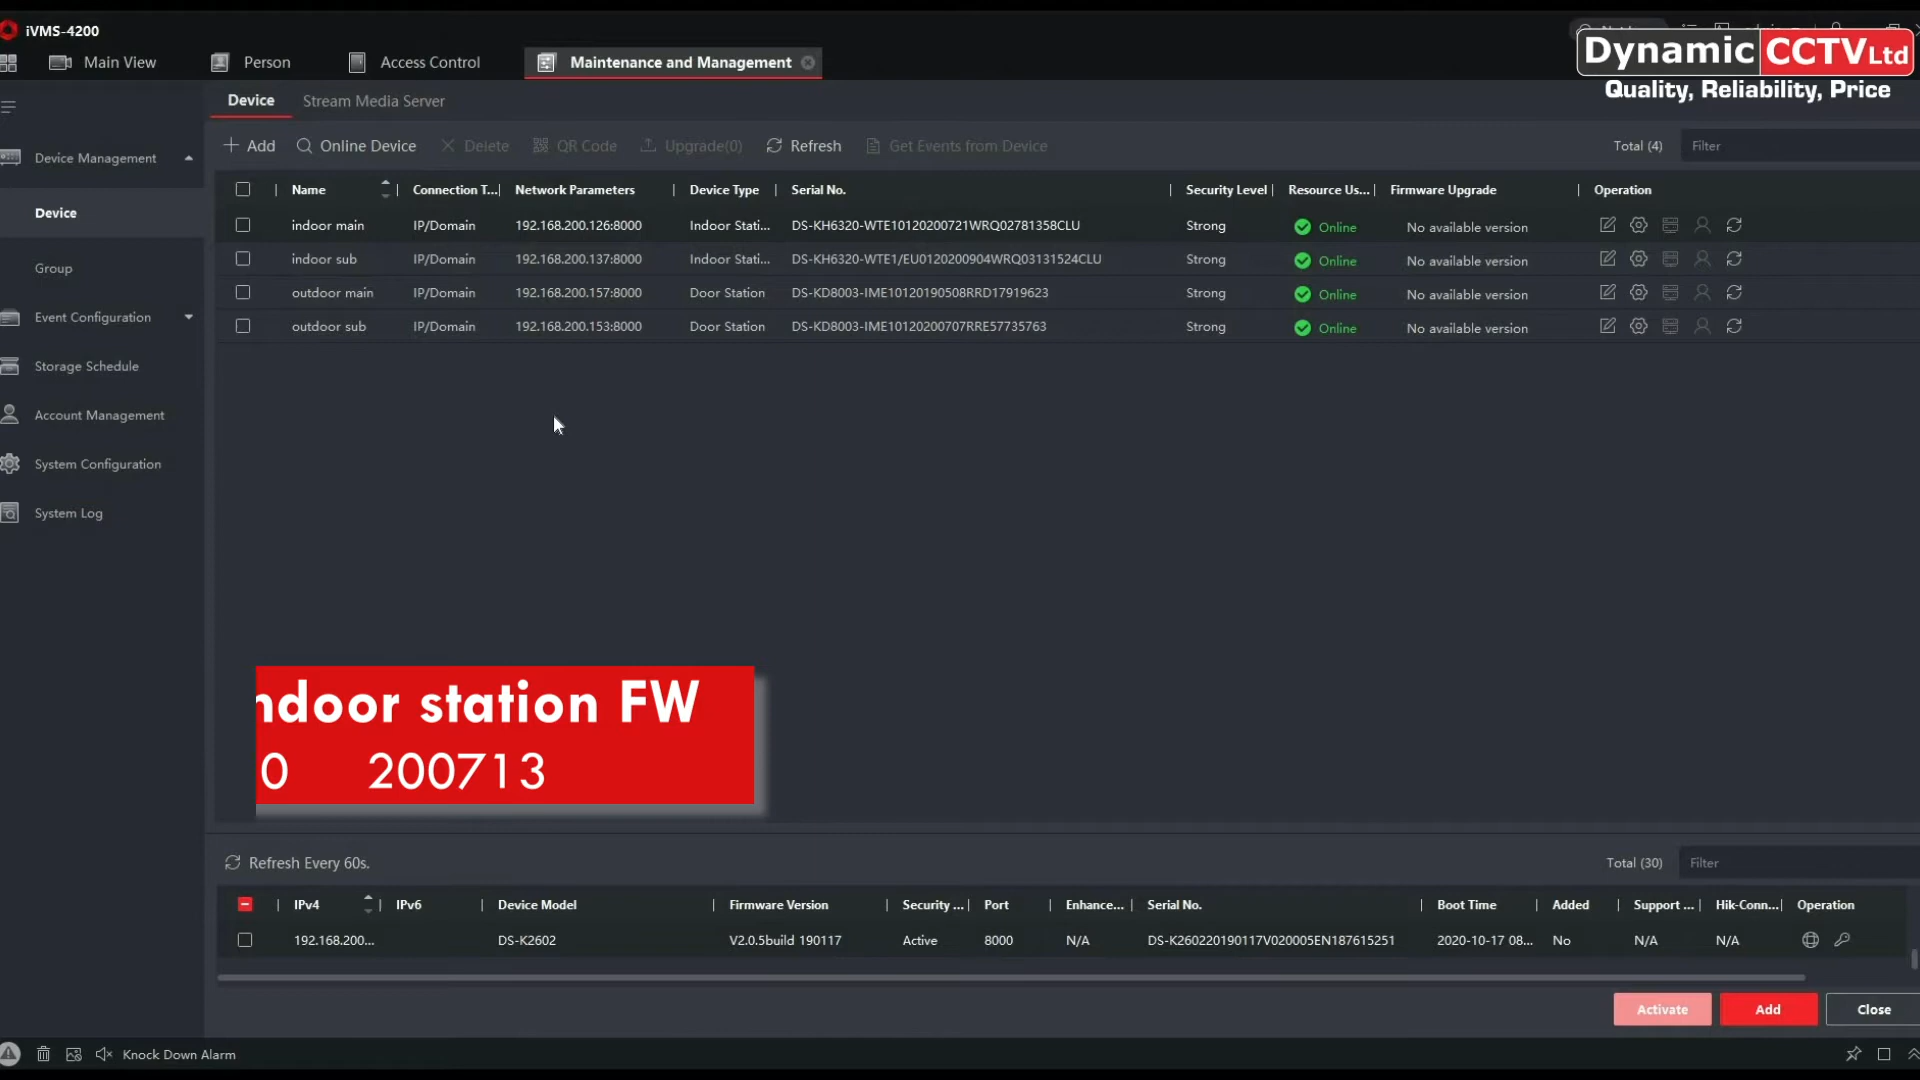 iVMS-4200
Dynamic CCTV Ltd
Quality, Reliability, Price
Main View Person Access Control Maintenance and Management
Device Stream Media Server
Add Online Device Delete QR Code Upgrade(0) Refresh Get Events from Device Total (4) Filter
Device Management
Device
Group
Event Configuration
Storage Schedule
Account Management
System Configuration
System Log
Name Connection T... Network Parameters Device Type Serial No. Security Level Resource Us... Firmware Upgrade Operation
indoor main IP/Domain 192.168.200.126:8000 Indoor Stati... DS-KH6320-WTE10120200721WRQ02781358CLU Strong Online No available version
indoor sub IP/Domain 192.168.200.137:8000 Indoor Stati... DS-KH6320-WTE1/EU0120200904WRQ03131524CLU Strong Online No available version
outdoor main IP/Domain 192.168.200.157:8000 Door Station DS-KD8003-IME10120190508RRD17919623 Strong Online No available version
outdoor sub IP/Domain 192.168.200.153:8000 Door Station DS-KD8003-IME10120200707RRE57735763 Strong Online No available version
ndoor station FW
0 200713
Refresh Every 60s. Total (30) Filter
IPv4 IPv6 Device Model Firmware Version Security ... Port Enhance... Serial No. Boot Time Added Support ... Hik-Conn... Operation
192.168.200... DS-K2602 V2.0.5build 190117 Active 8000 N/A DS-K260220190117V020005EN187615251 2020-10-17 08... No N/A N/A
Activate Add Close
Knock Down Alarm